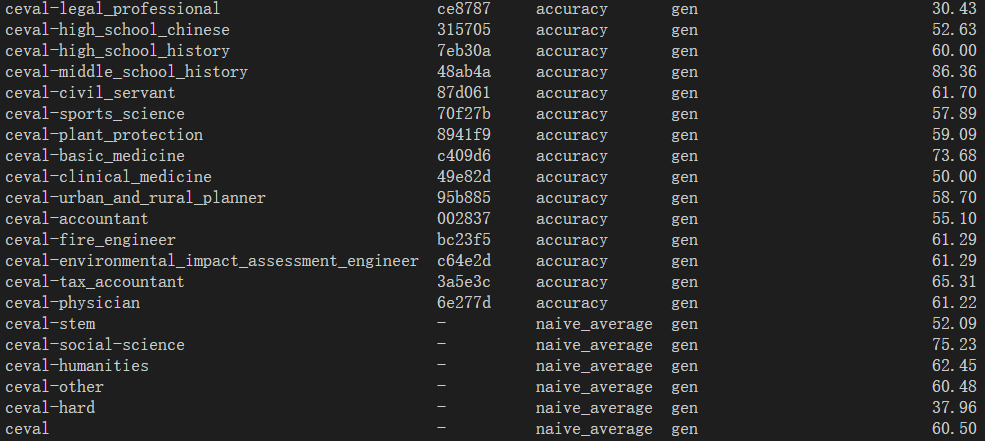 ceval-legal_professional ce8787 accuracy gen 30.43
ceval-high_school_chinese 315705 accuracy gen 52.63
ceval-high_school_history 7eb30a accuracy gen 60.00
ceval-middle_school_history 48ab4a accuracy gen 86.36
ceval-civil_servant 87d061 accuracy gen 61.70
ceval-sports_science 70f27b accuracy gen 57.89
ceval-plant_protection 8941f9 accuracy gen 59.09
ceval-basic_medicine c409d6 accuracy gen 73.68
ceval-clinical_medicine 49e82d accuracy gen 50.00
ceval-urban_and_rural_planner 95b885 accuracy gen 58.70
ceval-accountant 002837 accuracy gen 55.10
ceval-fire_engineer bc23f5 accuracy gen 61.29
ceval-environmental_impact_assessment_engineer c64e2d accuracy gen 61.29
ceval-tax_accountant 3a5e3c accuracy gen 65.31
ceval-physician 6e277d accuracy gen 61.22
ceval-stem - naive_average gen 52.09
ceval-social-science - naive_average gen 75.23
ceval-humanities - naive_average gen 62.45
ceval-other - naive_average gen 60.48
ceval-hard - naive_average gen 37.96
ceval - naive_average gen 60.50